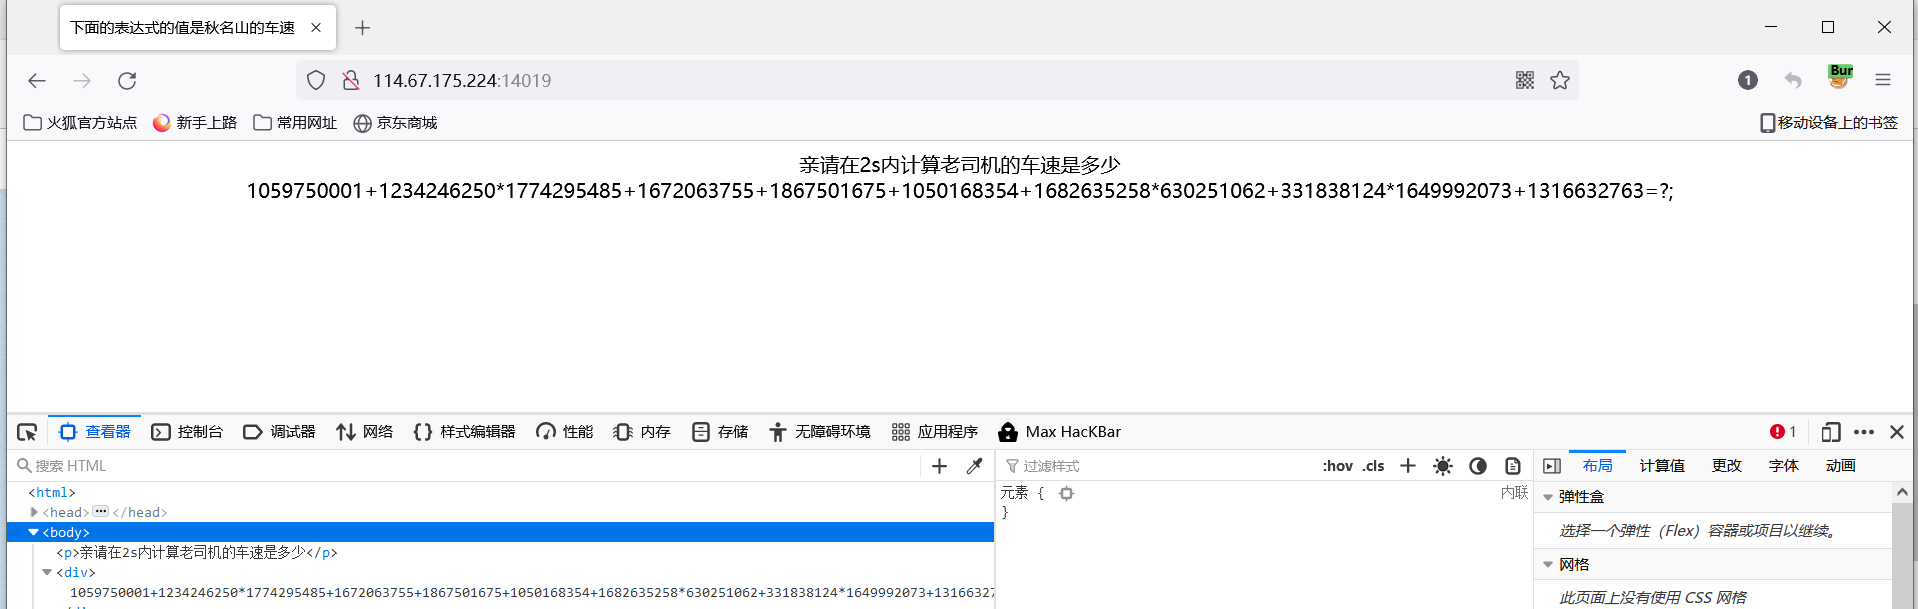 下面的表达式的值是秋名山的车速
114.67.175.224:14019
1
Bur
火狐官方站点 新手上路 常用网址 京东商城 移动设备上的书签
亲请在2s内计算老司机的车速是多少
1059750001+1234246250*1774295485+1672063755+1867501675+1050168354+1682635258*630251062+331838124*1649992073+1316632763=?;
查看器 控制台 调试器 网络 样式编辑器 性能 内存 存储 无障碍环境 应用程序 Max HacKBar 1
搜索 HTML
<html>
<head> </head>
<body>
<p>亲请在2s内计算老司机的车速是多少</p>
<div>
1059750001+1234246250*1774295485+1672063755+1867501675+1050168354+1682635258*630251062+331838124*1649992073+13166327
过滤样式 :hov .cls
元素 { 内联
}
布局 计算值 更改 字体 动画
弹性盒
选择一个弹性（Flex）容器或项目以继续。
网格
此页面上没有使用 CSS 网格